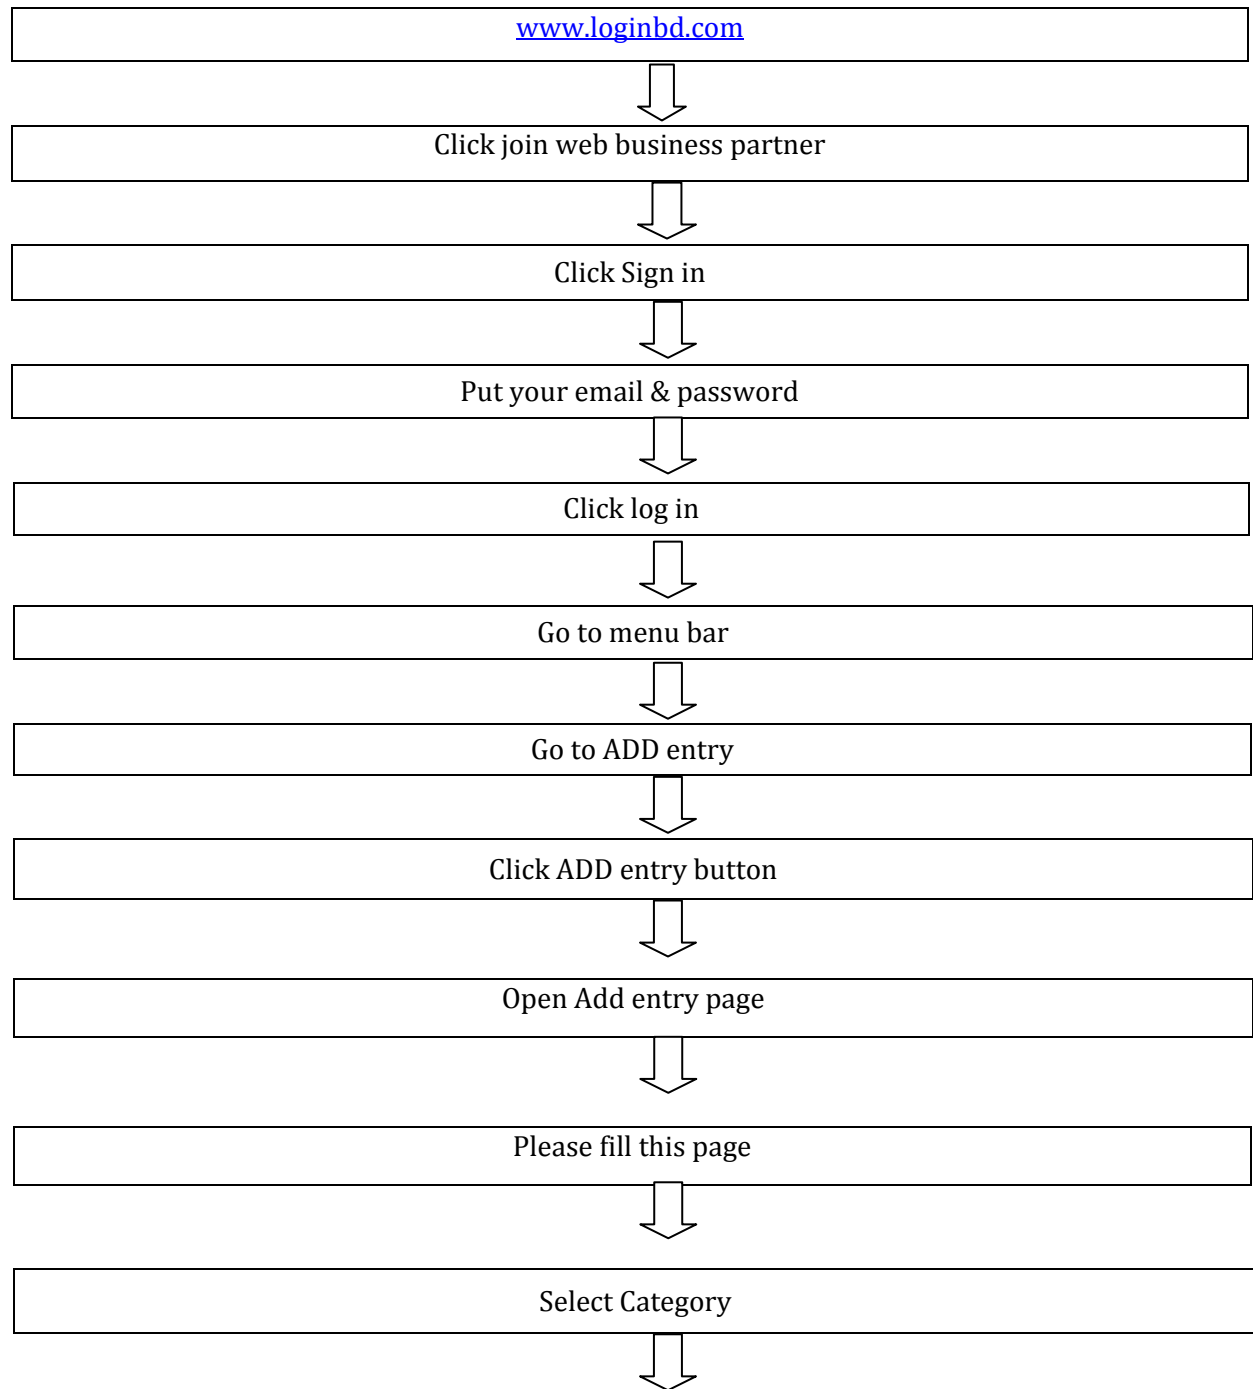 www.loginbd.com
Click join web business partner
Click Sign in
Put your email & password
Click log in
Go to menu bar
Go to ADD entry
Click ADD entry button
Open Add entry page
Please fill this page
Select Category